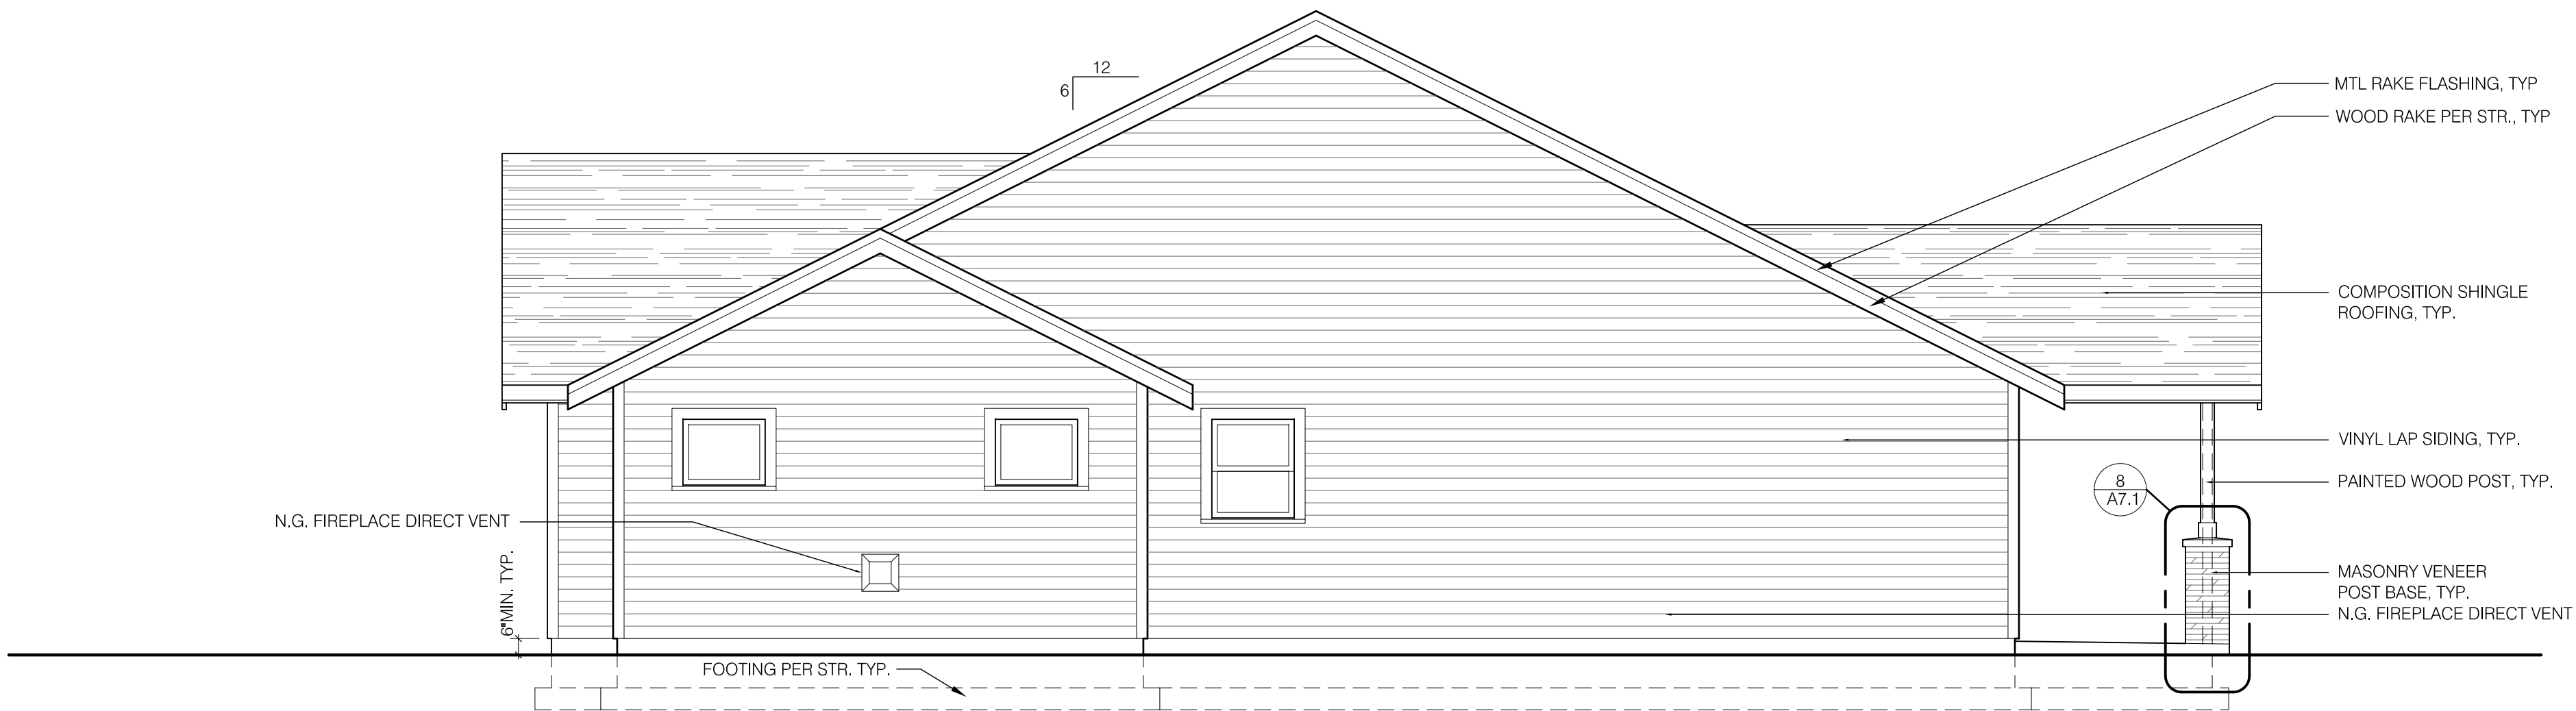 12
6
MTL RAKE FLASHING, TYP
WOOD RAKE PER STR., TYP
COMPOSITION SHINGLE
ROOFING, TYP.
VINYL LAP SIDING, TYP.
8
A7.1
PAINTED WOOD POST, TYP.
N.G. FIREPLACE DIRECT VENT
6"MIN. TYP.
MASONRY VENEER
POST BASE, TYP.
N.G. FIREPLACE DIRECT VENT
FOOTING PER STR. TYP.